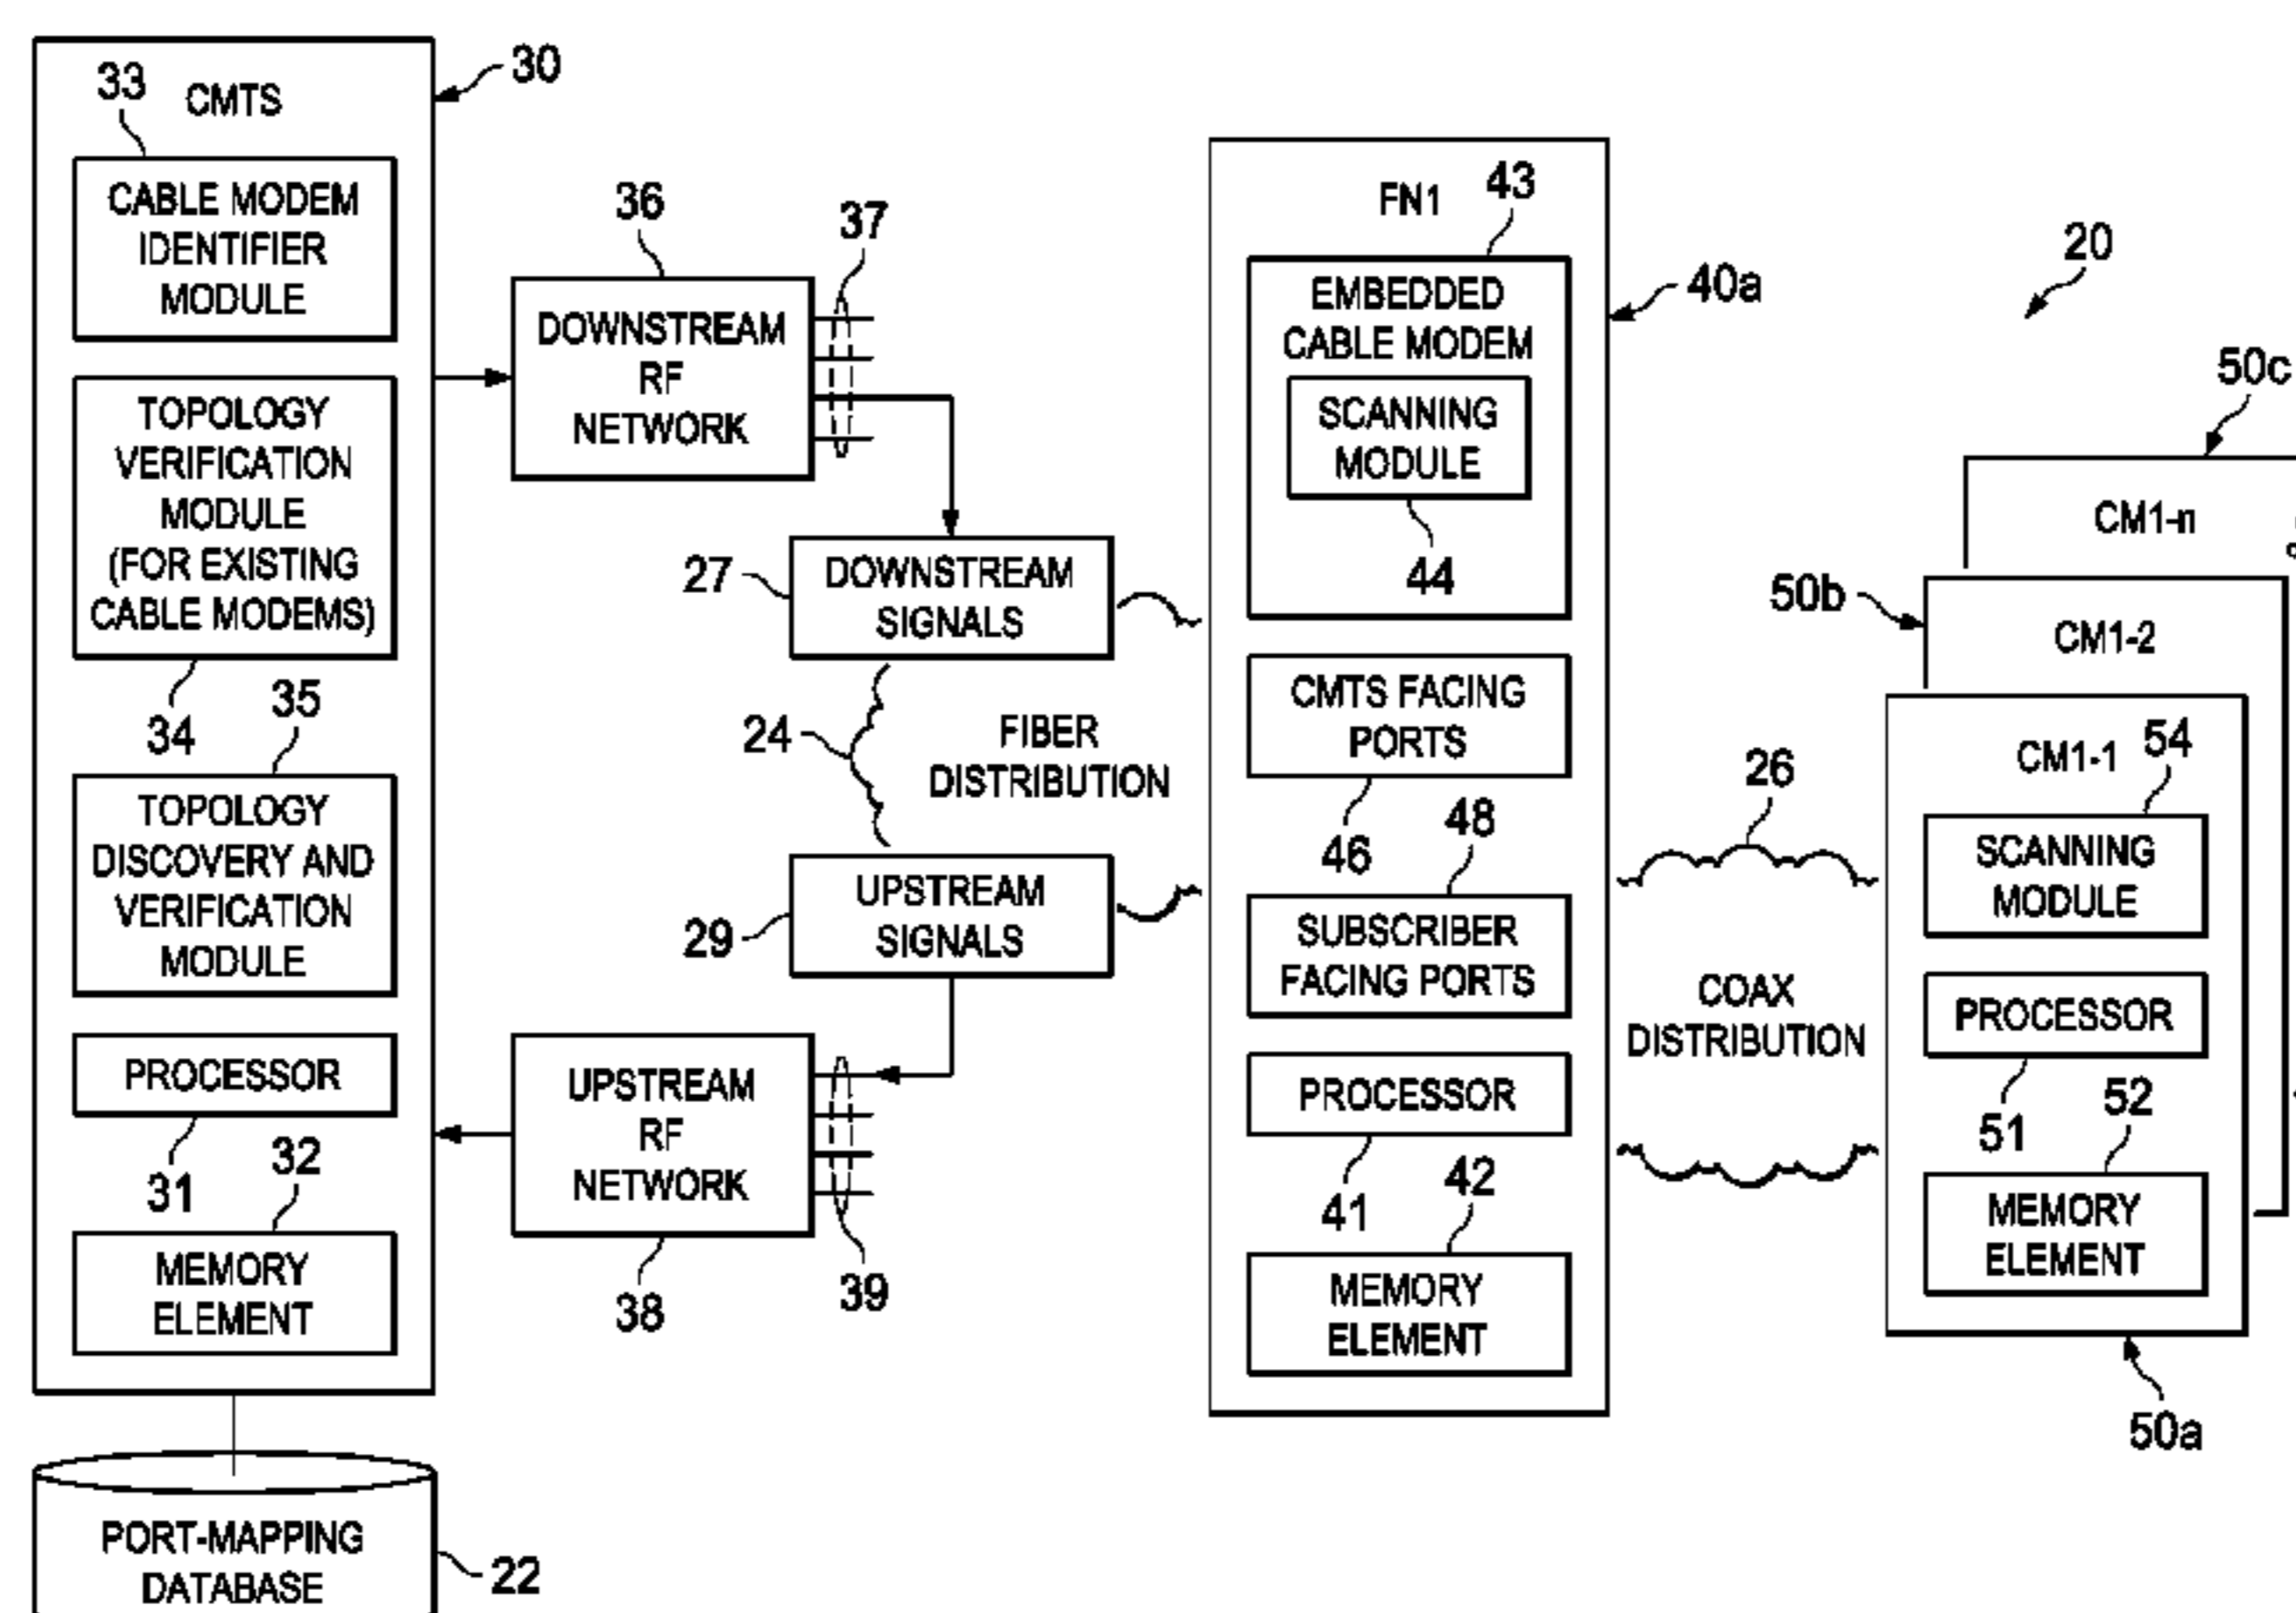 30
33
CMTS
CABLE MODEM
IDENTIFIER
MODULE
TOPOLOGY
VERIFICATION
MODULE
(FOR EXISTING
CABLE MODEMS)
34
35
TOPOLOGY
DISCOVERY AND
VERIFICATION
MODULE
PROCESSOR
31
32
MEMORY
ELEMENT
PORT-MAPPING
DATABASE
22
36
37
DOWNSTREAM
RF
NETWORK
27
DOWNSTREAM
SIGNALS
24
FIBER
DISTRIBUTION
29
UPSTREAM
SIGNALS
UPSTREAM
RF
NETWORK
38
39
FN1
43
40a
EMBEDDED
CABLE MODEM
SCANNING
MODULE
44
CMTS FACING
PORTS
46
48
SUBSCRIBER
FACING PORTS
PROCESSOR
41
42
MEMORY
ELEMENT
26
COAX
DISTRIBUTION
20
50c
CM1-n
50b
CM1-2
CM1-1
54
SCANNING
MODULE
PROCESSOR
51
52
MEMORY
ELEMENT
50a